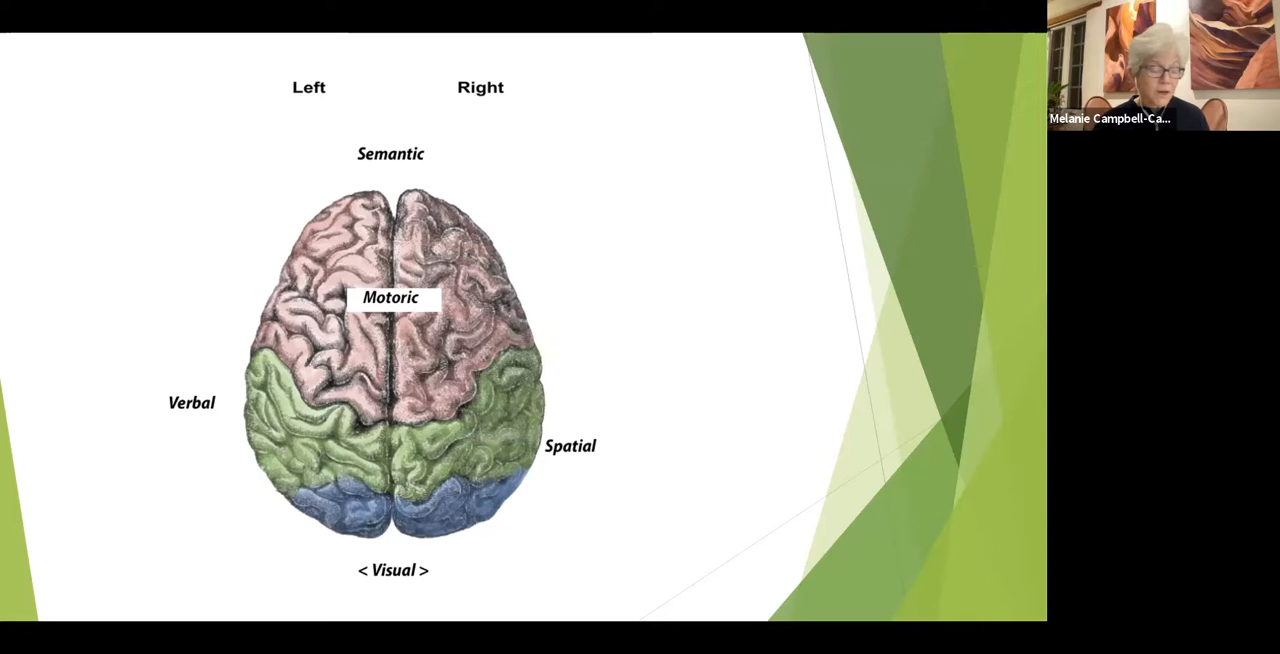 Left Right
Semantic
Motoric
Verbal
Spatial
< Visual >
Melanie Campbell-Ca...